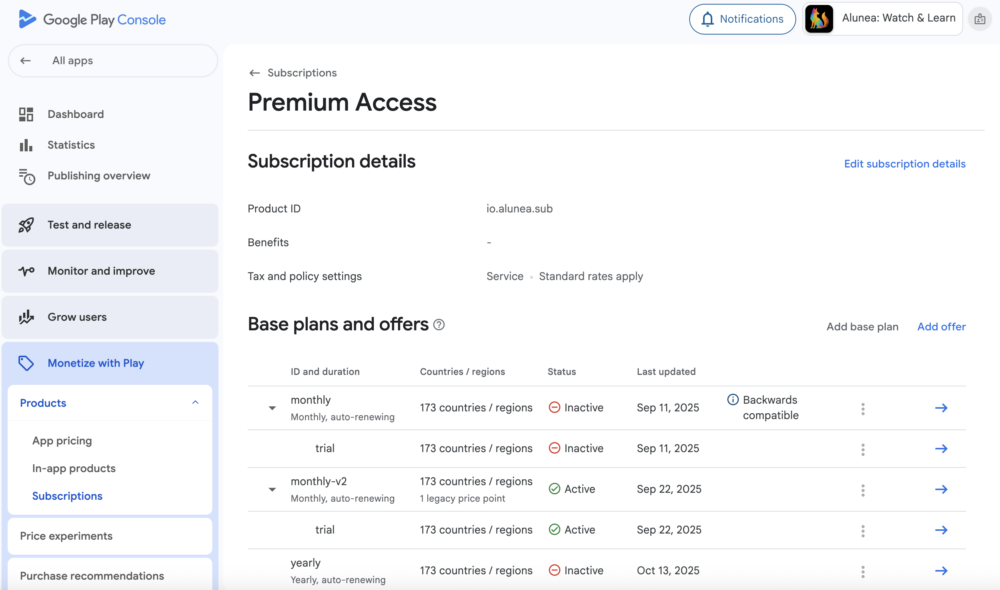 Google Play Console
Notifications
Alunea: Watch & Learn
All apps
Dashboard
Statistics
Publishing overview
Test and release
Monitor and improve
Grow users
Monetize with Play
Products
App pricing
In-app products
Subscriptions
Price experiments
Purchase recommendations
Subscriptions
Premium Access
Subscription details
Edit subscription details
Product ID io.alunea.sub
Benefits -
Tax and policy settings Service • Standard rates apply
Base plans and offers
Add base plan Add offer
ID and duration Countries / regions Status Last updated
monthly
Monthly, auto-renewing
173 countries / regions Inactive Sep 11, 2025
Backwards
compatible
trial 173 countries / regions Inactive Sep 11, 2025
monthly-v2
Monthly, auto-renewing
173 countries / regions
1 legacy price point
Active Sep 22, 2025
trial 173 countries / regions Active Sep 22, 2025
yearly
Yearly, auto-renewing
173 countries / regions Inactive Oct 13, 2025